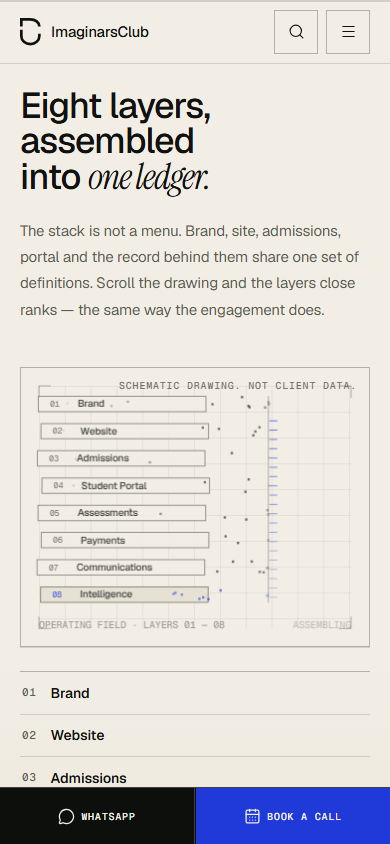 ImaginarsClub
Eight layers,
assembled
into one ledger.
The stack is not a menu. Brand, site, admissions,
portal and the record behind them share one set of
definitions. Scroll the drawing and the layers close
ranks — the same way the engagement does.
SCHEMATIC DRAWING. NOT CLIENT DATA.
01 Brand
02 Website
03 Admissions
04 Student Portal
05 Assessments
06 Payments
07 Communications
08 Intelligence
OPERATING FIELD · LAYERS 01 — 08 ASSEMBLING
01 Brand
02 Website
03 Admissions
WHATSAPP BOOK A CALL